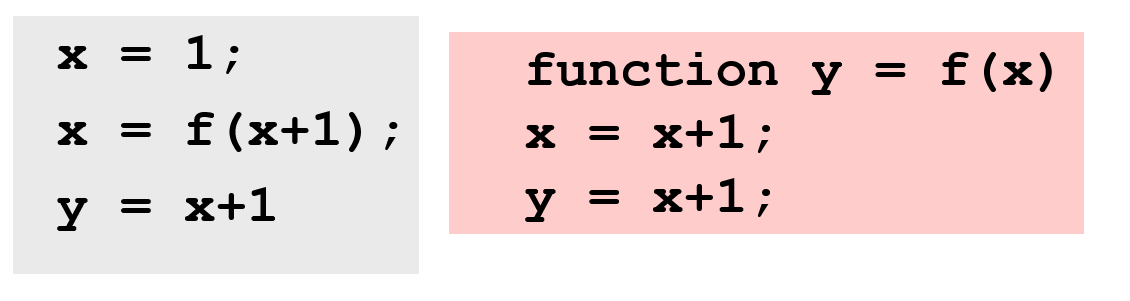 x = 1;
x = f(x+1);
y = x+1
function y = f(x)
x = x+1;
y = x+1;